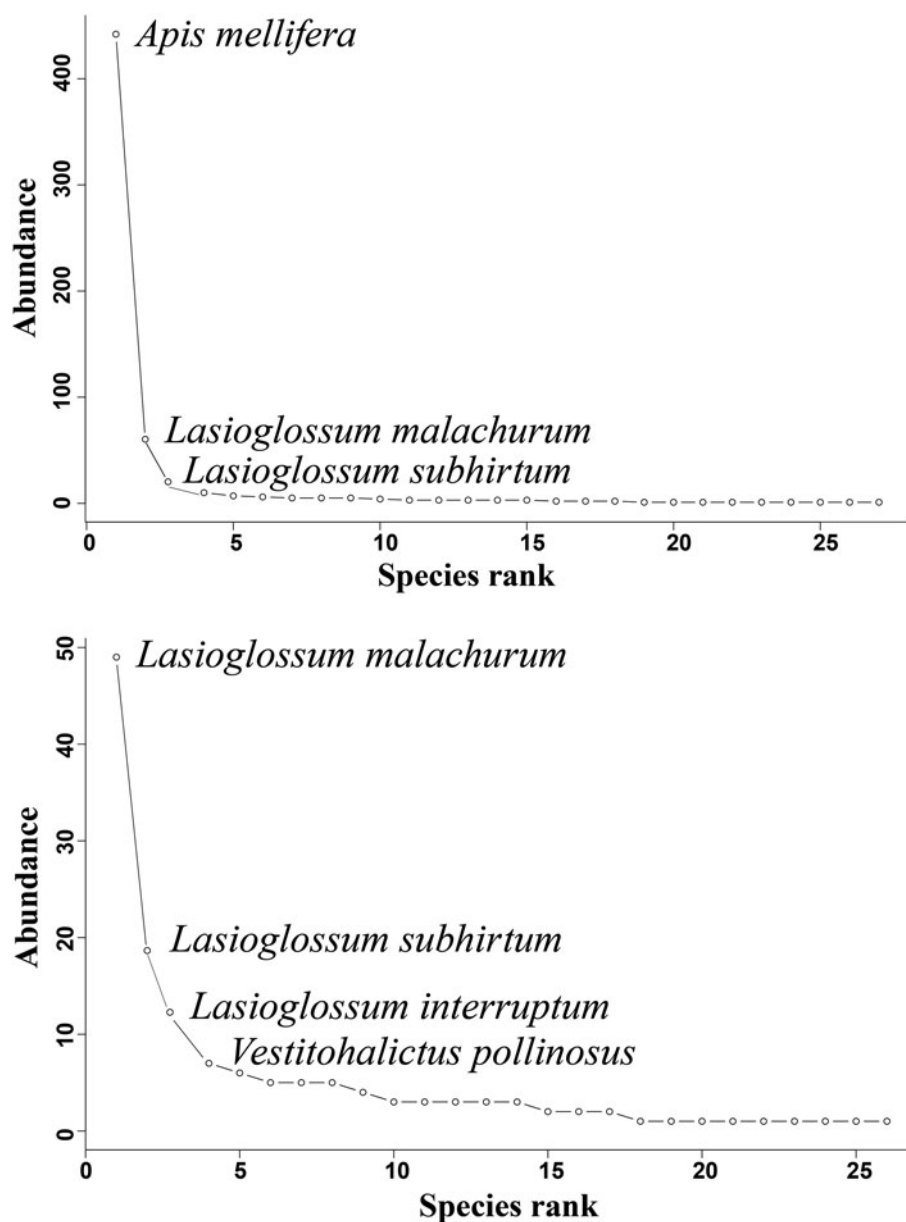 Apis mellifera
400
300
200
100
0
Abundance
Lasioglossum malachurum
Lasioglossum subhirtum
0 5 10 15 20 25
Species rank
50
40
30
20
10
0
Abundance
Lasioglossum malachurum
Lasioglossum subhirtum
Lasioglossum interruptum
Vestitohalictus pollinosus
0 5 10 15 20 25
Species rank